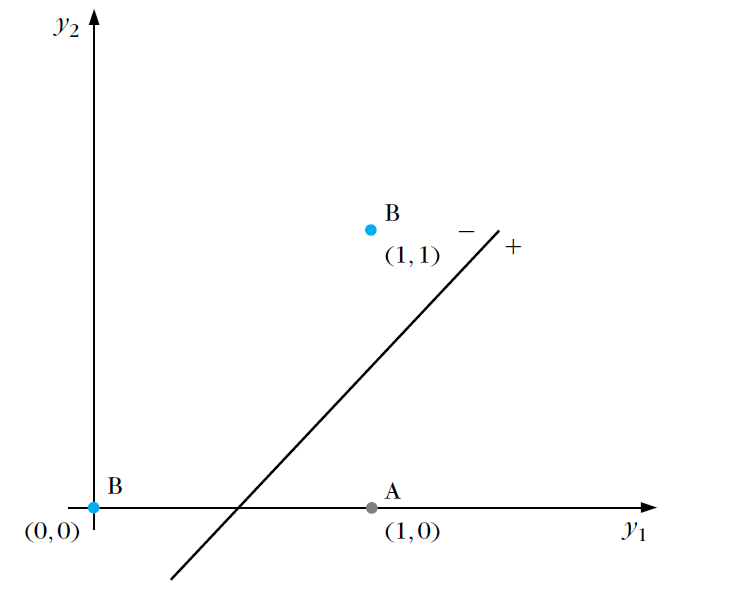 y₂
B
(1, 1)
−
+
B
(0, 0)
A
(1, 0)
y₁